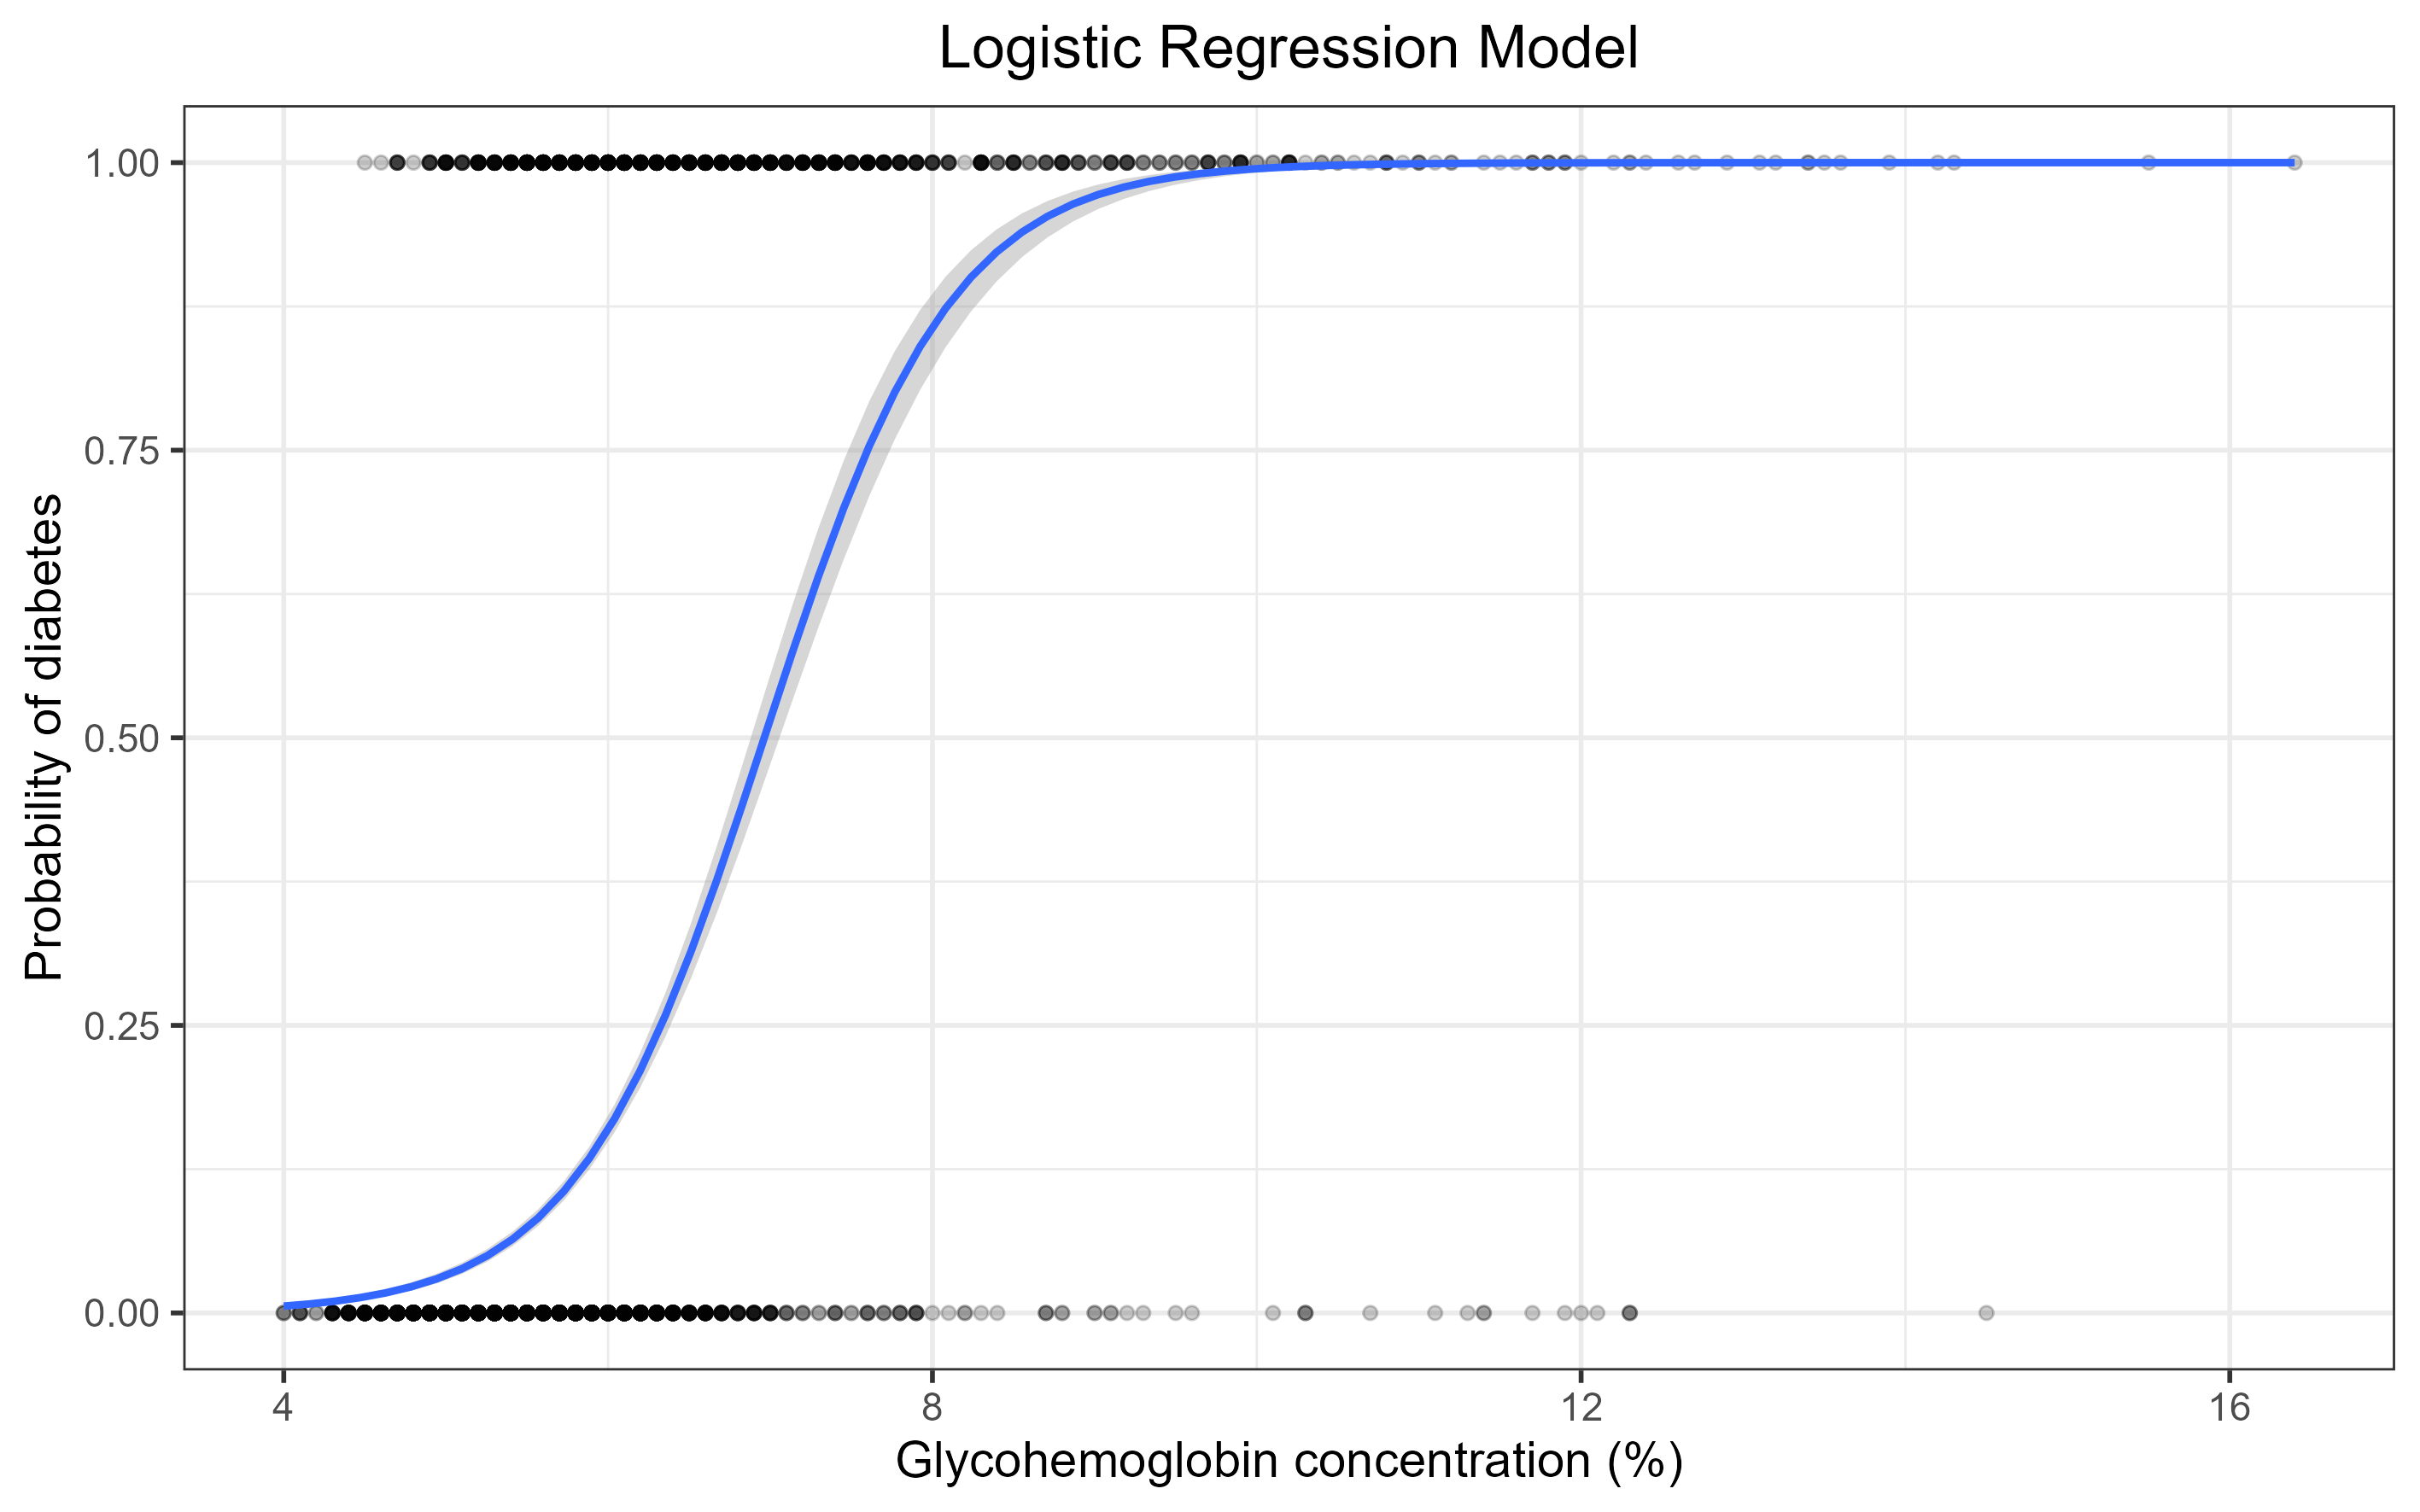 Logistic Regression Model
1.00
0.75
0.50
0.25
0.00
Probability of diabetes
4 8 12 16
Glycohemoglobin concentration (%)